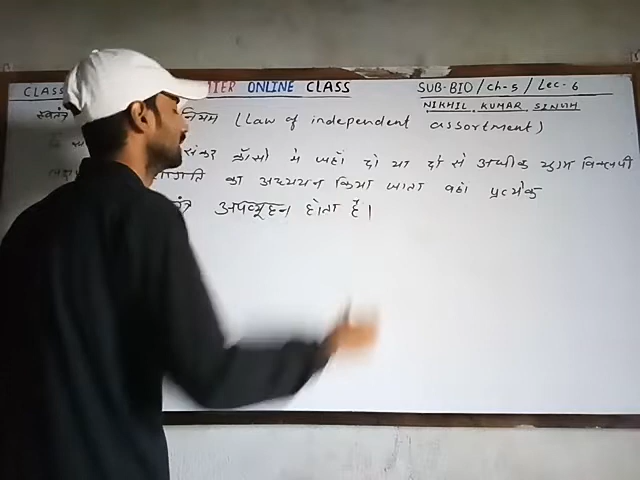 CLASS IER ONLINE CLASS SUB-BIO/Ch-5/Lec-6
NIKHIL KUMAR SINGH
स्वतंत्र नियम (Law of independent assortment)
संकर क्रॉसो मे जहाँ दो या दो से अधीक युग्म विकल्पी
का अध्ययन किया जाता वहां प्रत्येक
अपव्यूहन होता है।